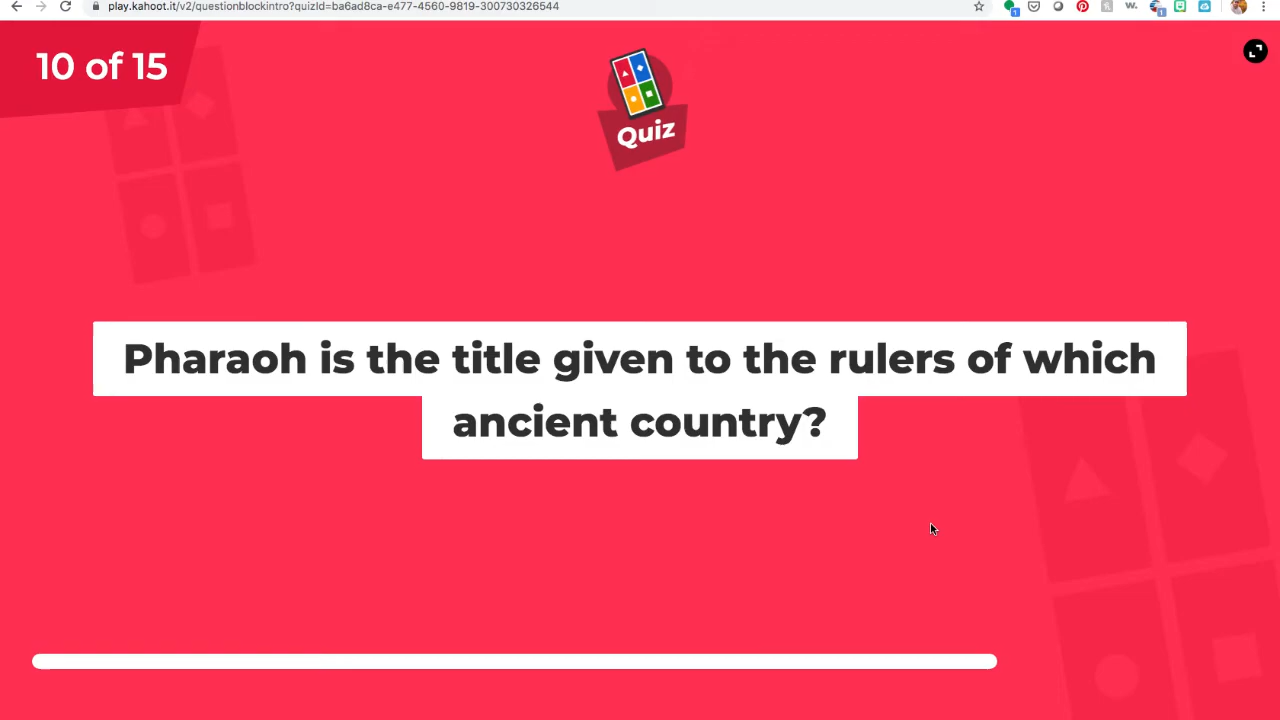 play.kahoot.it/v2/questionblockintro?quizId=ba6ad8ca-e477-4560-9819-300730326544
10 of 15
Quiz
Pharaoh is the title given to the rulers of which
ancient country?